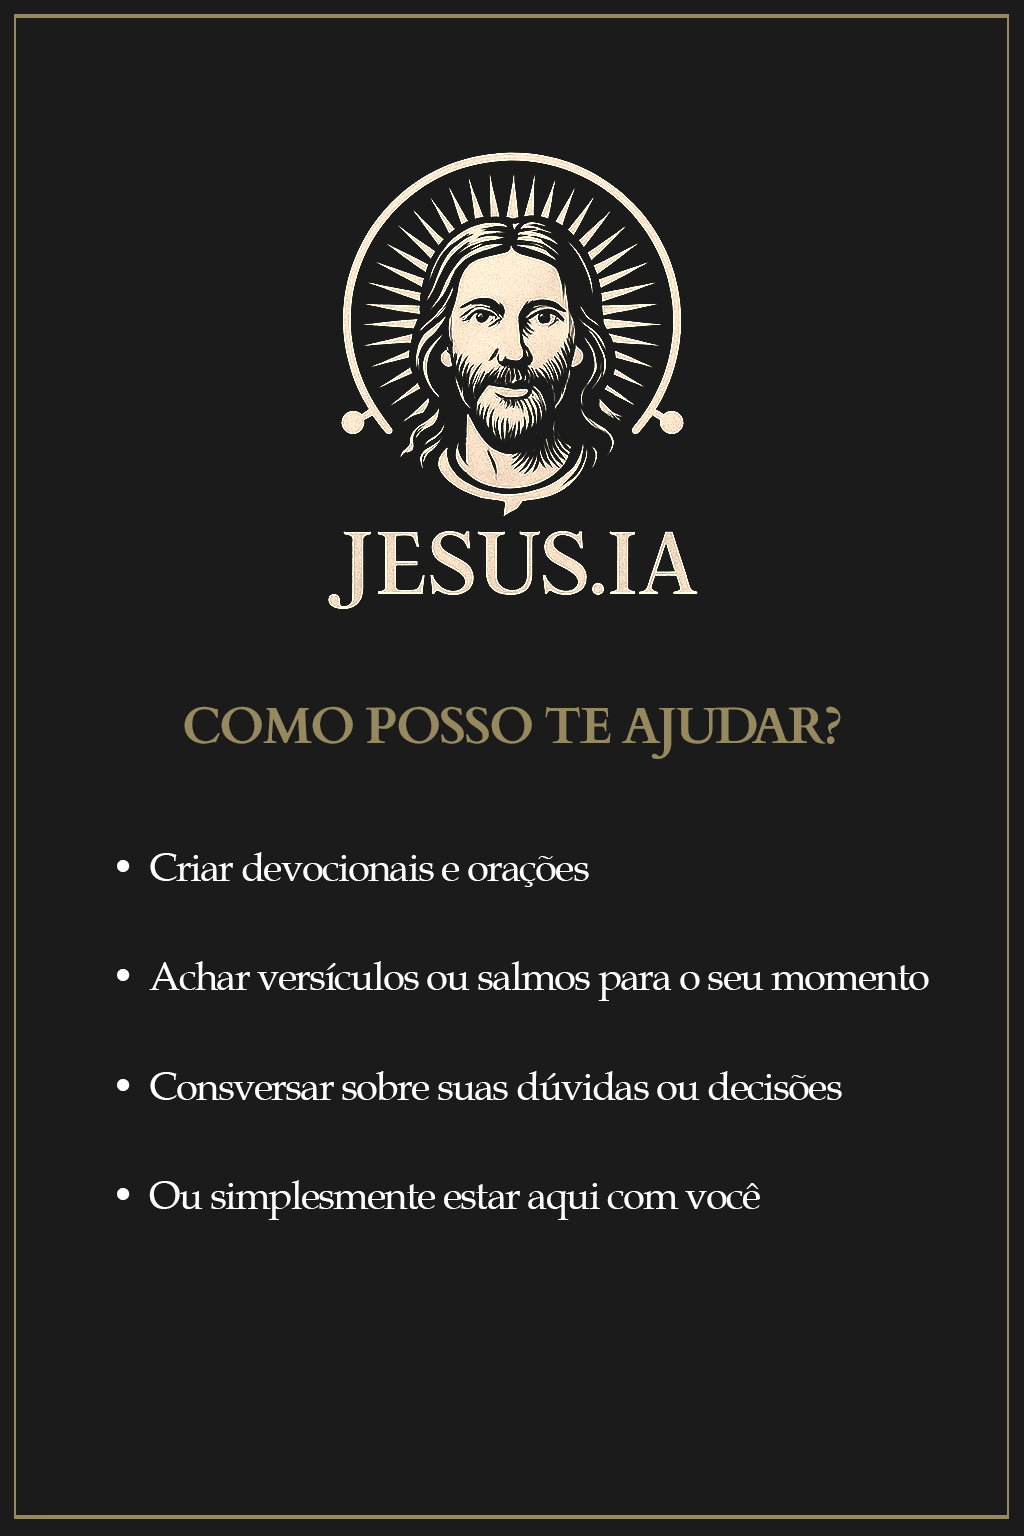 JESUS.IA
COMO POSSO TE AJUDAR?
• Criar devocionais e orações
• Achar versículos ou salmos para o seu momento
• Consversar sobre suas dúvidas ou decisões
• Ou simplesmente estar aqui com você